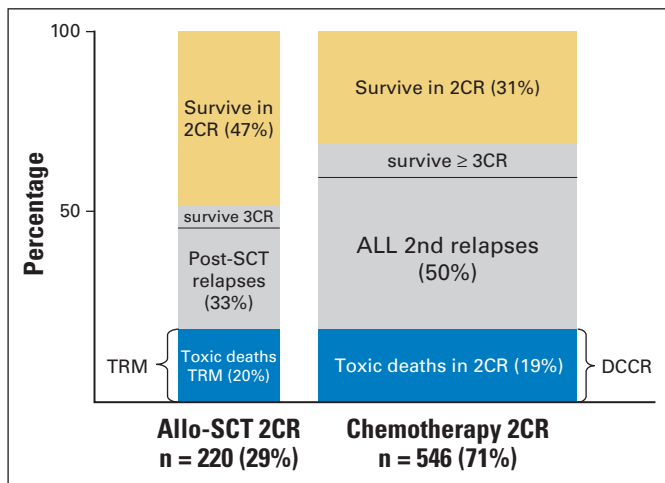 100
50
Percentage
Survive in
2CR (47%)
survive 3CR
Post-SCT
relapses
(33%)
Toxic deaths
TRM (20%)
TRM
Survive in 2CR (31%)
survive ≥ 3CR
ALL 2nd relapses
(50%)
Toxic deaths in 2CR (19%)
DCCR
Allo-SCT 2CR
n = 220 (29%)
Chemotherapy 2CR
n = 546 (71%)